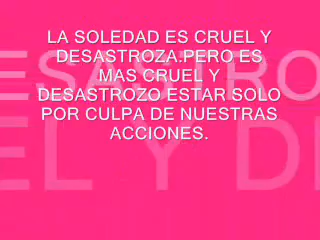 LA SOLEDAD ES CRUEL Y
DESASTROZA.PERO ES
MAS CRUEL Y
DESASTROZO ESTAR SOLO
POR CULPA DE NUESTRAS
ACCIONES.